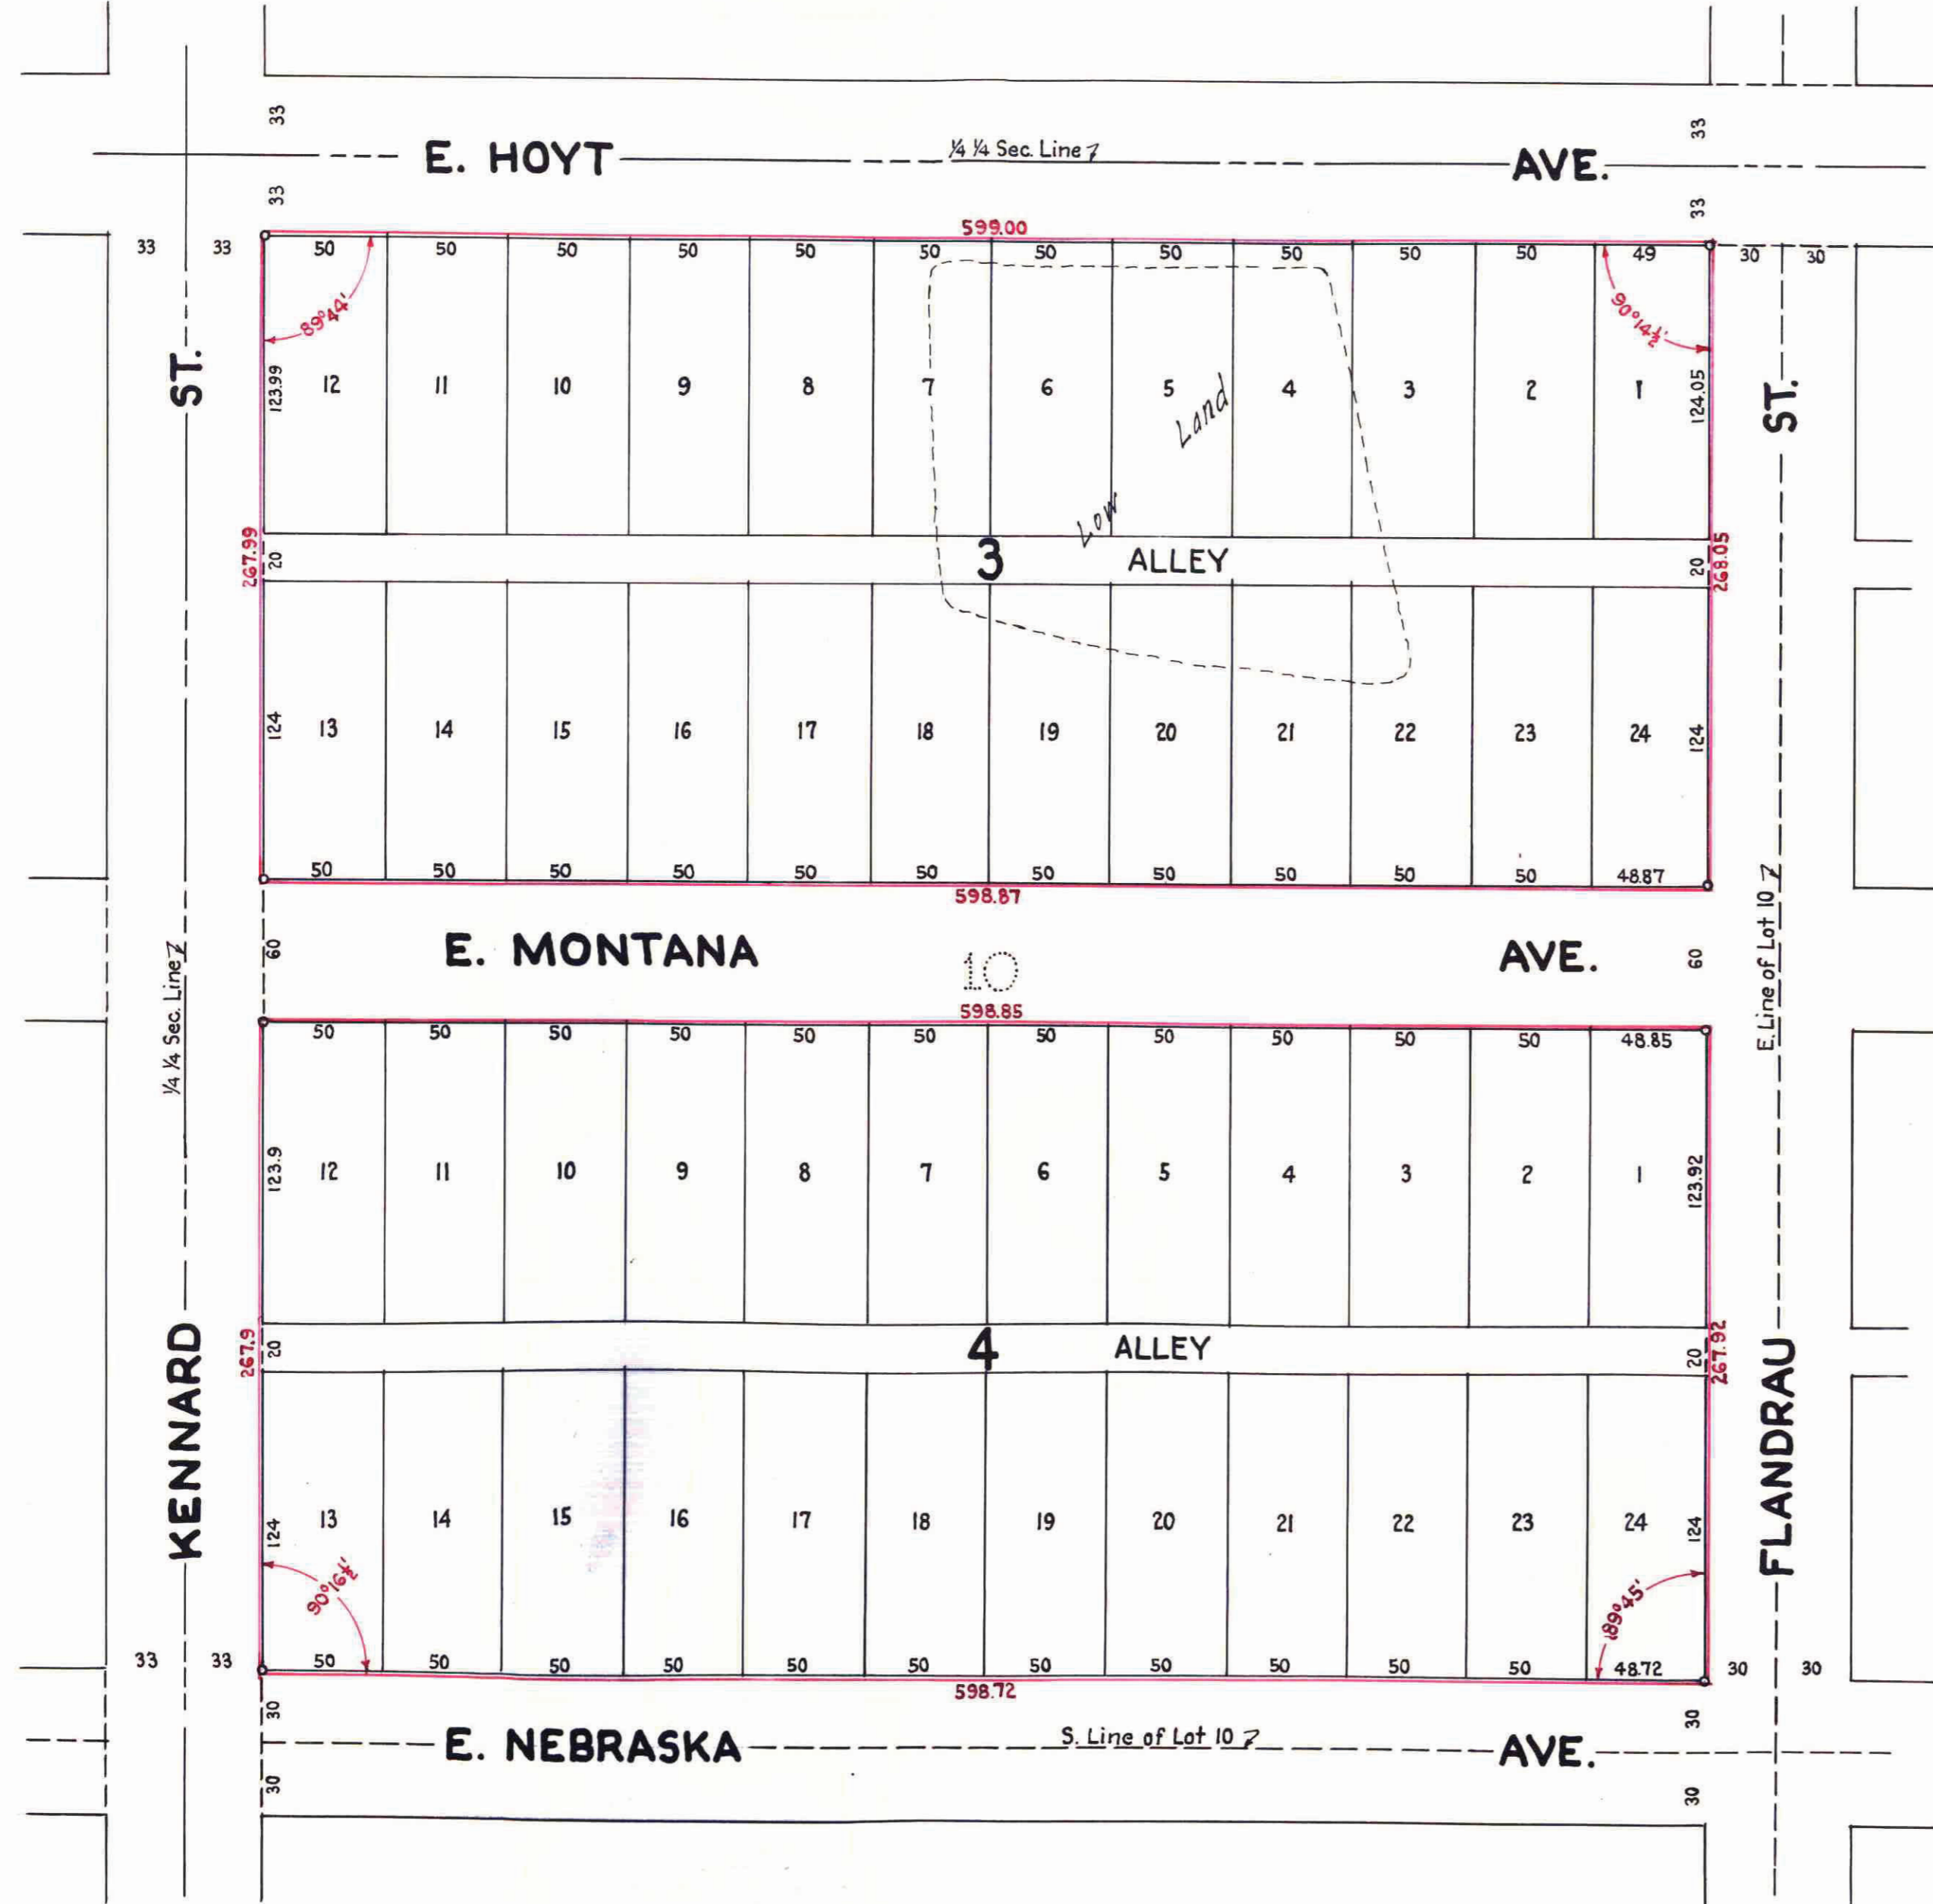 33 33
E. HOYT ¼ ¼ Sec. Line AVE.
33 33
599.00
33 33 50 50 50 50 50 50 50 50 50 50 50 49 30 30
89°44' 90°14½'
ST. ST.
123.99 12 11 10 9 8 7 6 5 4 3 2 1 124.05
Land
Low
267.99 20 3 ALLEY 20 268.05
124 13 14 15 16 17 18 19 20 21 22 23 24 124
50 50 50 50 50 50 50 50 50 50 50 48.87
598.87
E. Line of Lot 10
60 E. MONTANA 10 AVE. 60
¼ ¼ Sec. Line
598.85
50 50 50 50 50 50 50 50 50 50 50 48.85
123.9 12 11 10 9 8 7 6 5 4 3 2 1 123.92
267.9 20 4 ALLEY 20 267.92
KENNARD FLANDRAU
124 13 14 15 16 17 18 19 20 21 22 23 24 124
90°16½' 89°45'
33 33 50 50 50 50 50 50 50 50 50 50 50 48.72 30 30
598.72
30 30
E. NEBRASKA S. Line of Lot 10 AVE.
30 30